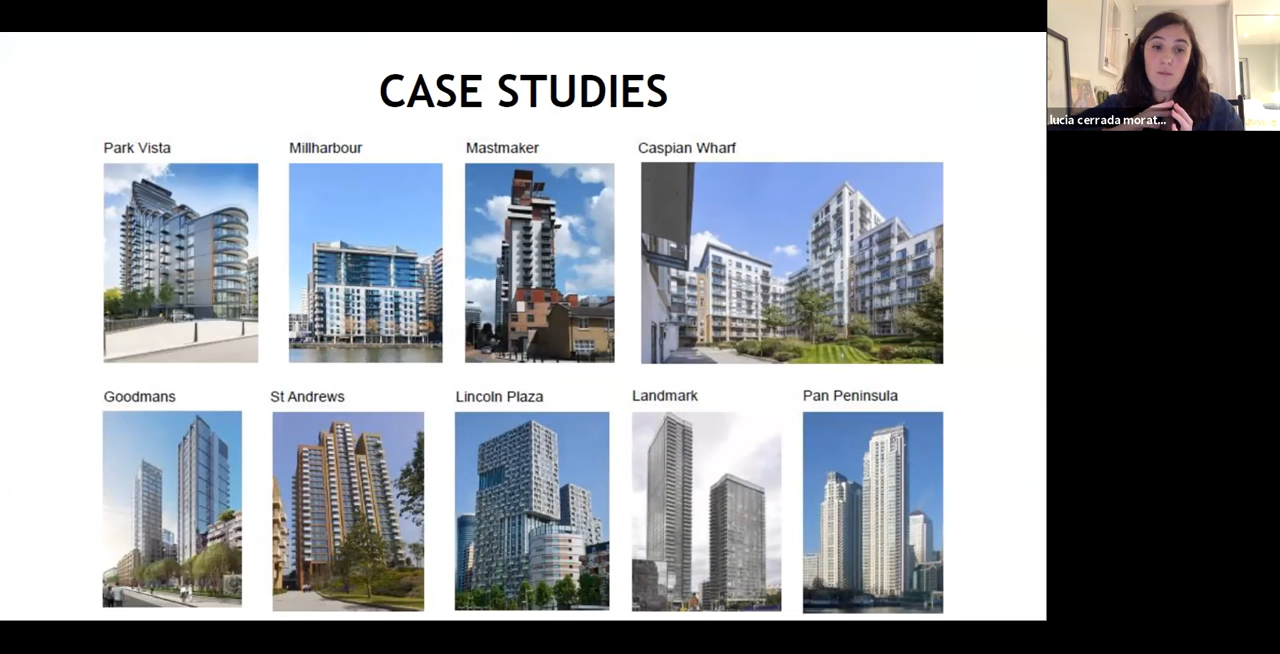 CASE STUDIES
Park Vista
Millharbour
Mastmaker
Caspian Wharf
Goodmans
St Andrews
Lincoln Plaza
Landmark
Pan Peninsula
lucia cerrada morat...